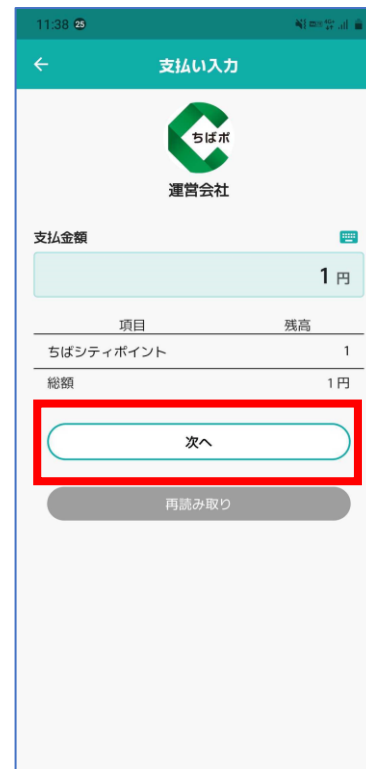 11:38 25
支払い入力
ちばポ
運営会社
支払金額
1 円
項目 残高
ちばシティポイント 1
総額 1 円
次へ
再読み取り